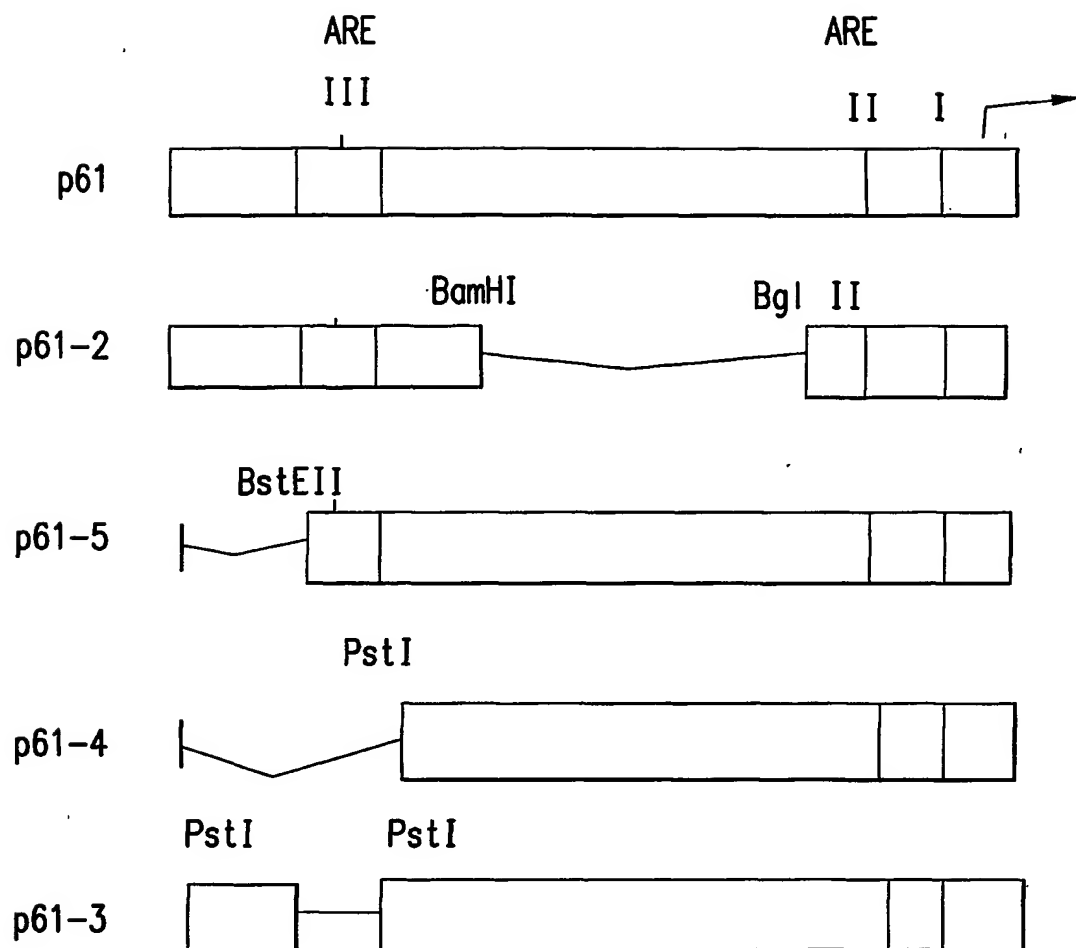 ARE ARE
III II I
p61
BamHI Bgl II
p61-2
BstEII
p61-5
PstI
p61-4
PstI PstI
p61-3